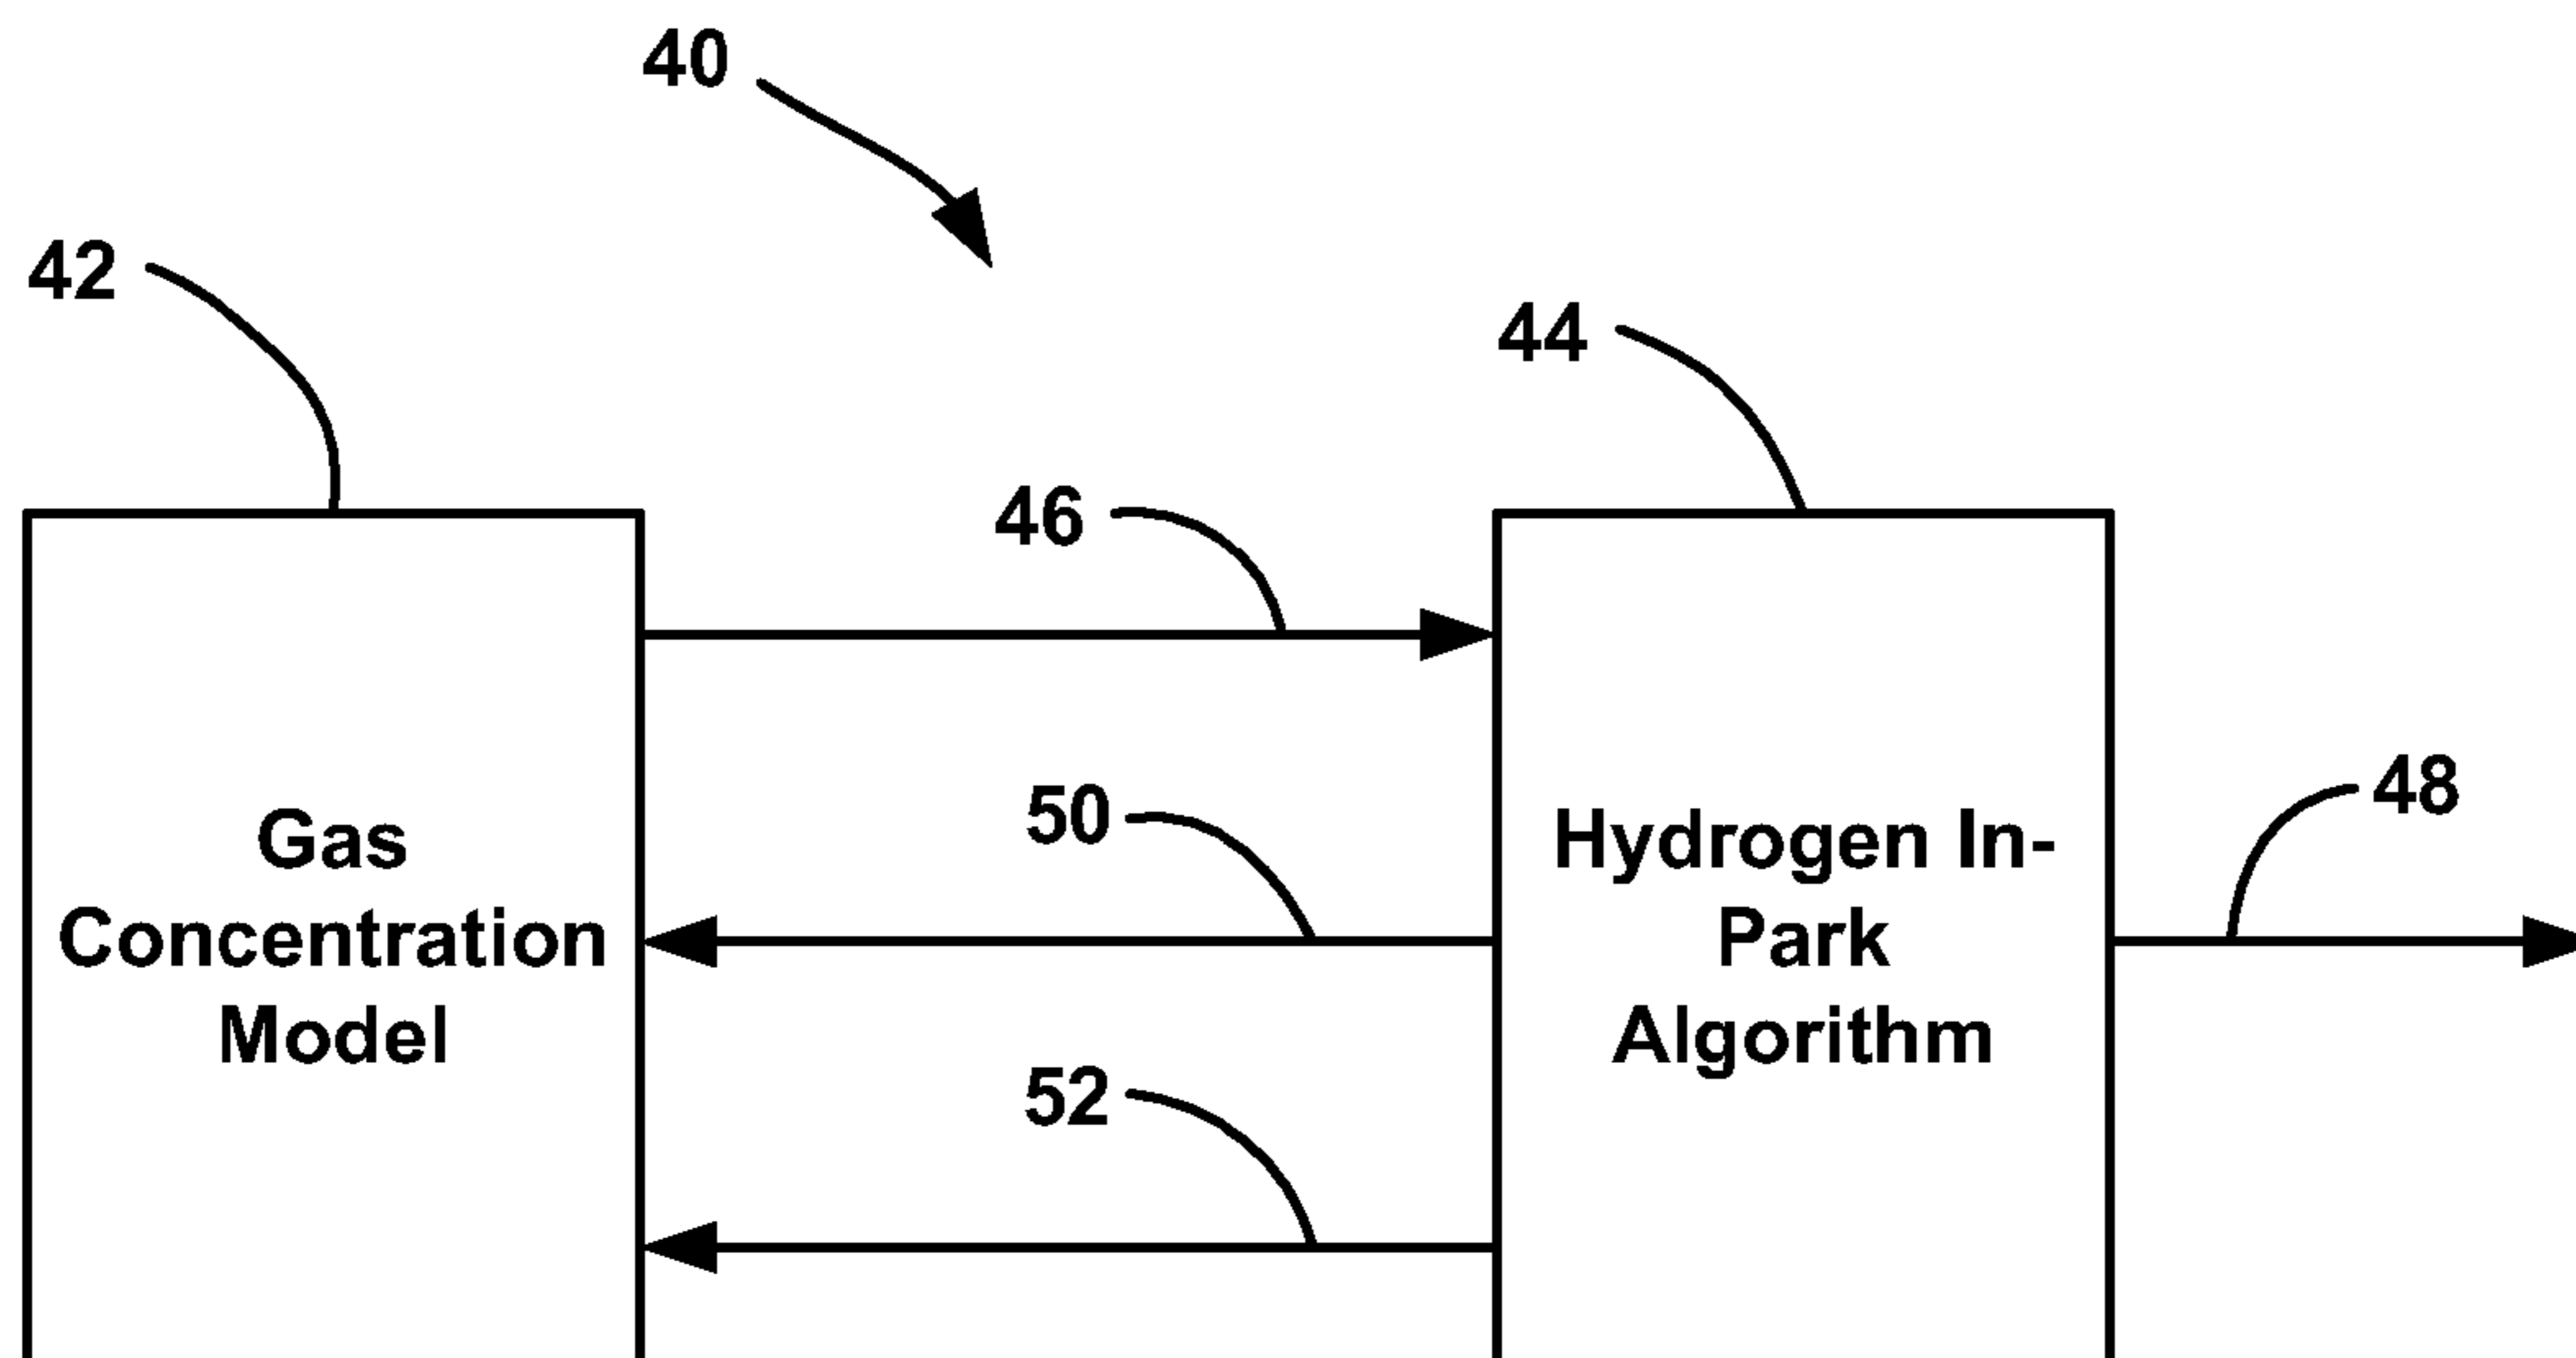 40
42
44
46
50
48
Gas
Concentration
Model
Hydrogen In-
Park
Algorithm
52